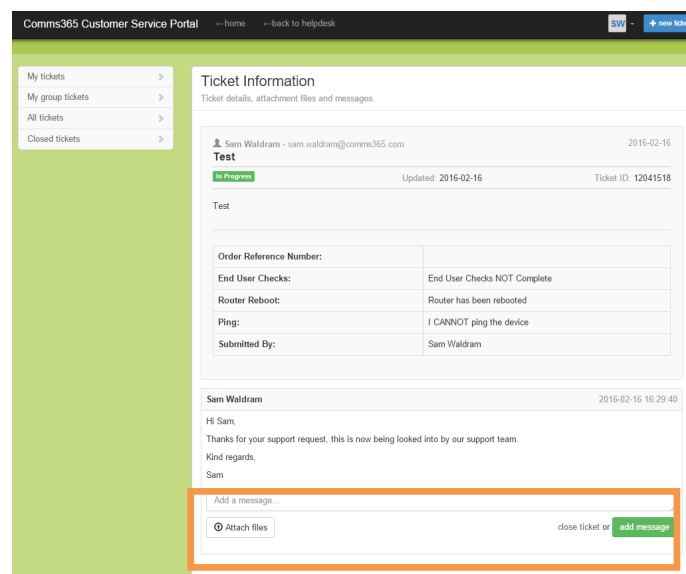 Comms365 Customer Service Portal ←home ←back to helpdesk SW + new ticke
My tickets
My group tickets
All tickets
Closed tickets
Ticket Information
Ticket details, attachment files and messages.
Sam Waldram - sam.waldram@comms365.com 2016-02-16
Test
In Progress Updated: 2016-02-16 Ticket ID: 12041518
Test
Order Reference Number:
End User Checks: End User Checks NOT Complete
Router Reboot: Router has been rebooted
Ping: I CANNOT ping the device
Submitted By: Sam Waldram
Sam Waldram 2016-02-16 16:29:40
Hi Sam,
Thanks for your support request, this is now being looked into by our support team.
Kind regards,
Sam
Add a message...
Attach files close ticket or add message